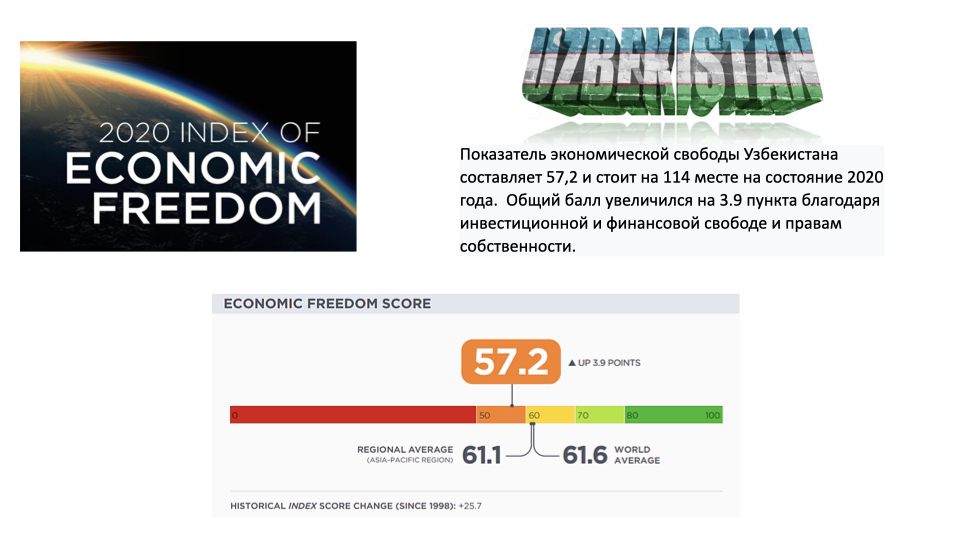 2020 INDEX OF
ECONOMIC
FREEDOM
UZBEKISTAN
Показатель экономической свободы Узбекистана
составляет 57,2 и стоит на 114 месте на состояние 2020
года. Общий балл увеличился на 3.9 пункта благодаря
инвестиционной и финансовой свободе и правам
собственности.
ECONOMIC FREEDOM SCORE
57.2
▲ UP 3.9 POINTS
0 50 60 70 80 100
REGIONAL AVERAGE
(ASIA-PACIFIC REGION)
61.1
61.6
WORLD
AVERAGE
HISTORICAL INDEX SCORE CHANGE (SINCE 1998): +25.7